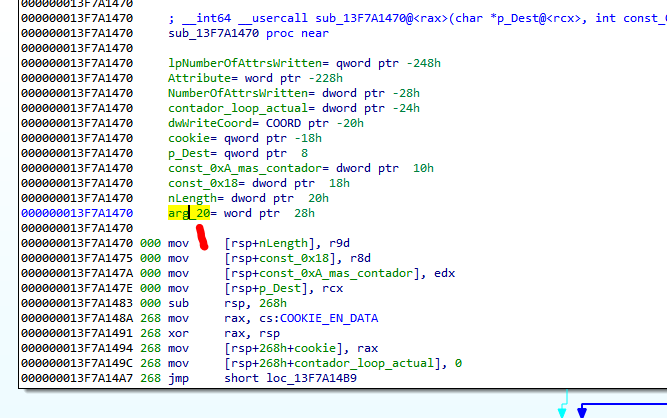 000000013F7A1470
000000013F7A1470 ; __int64 __usercall sub_13F7A1470@<rax>(char *p_Dest@<rcx>, int const_
000000013F7A1470 sub_13F7A1470 proc near
000000013F7A1470
000000013F7A1470 lpNumberOfAttrsWritten= qword ptr -248h
000000013F7A1470 Attribute= word ptr -228h
000000013F7A1470 NumberOfAttrsWritten= dword ptr -28h
000000013F7A1470 contador_loop_actual= dword ptr -24h
000000013F7A1470 dwWriteCoord= COORD ptr -20h
000000013F7A1470 cookie= qword ptr -18h
000000013F7A1470 p_Dest= qword ptr  8
000000013F7A1470 const_0xA_mas_contador= dword ptr  10h
000000013F7A1470 const_0x18= dword ptr  18h
000000013F7A1470 nLength= dword ptr  20h
000000013F7A1470 arg_20= word ptr  28h
000000013F7A1470
000000013F7A1470 000 mov [rsp+nLength], r9d
000000013F7A1475 000 mov [rsp+const_0x18], r8d
000000013F7A147A 000 mov [rsp+const_0xA_mas_contador], edx
000000013F7A147E 000 mov [rsp+p_Dest], rcx
000000013F7A1483 000 sub rsp, 268h
000000013F7A148A 268 mov rax, cs:COOKIE_EN_DATA
000000013F7A1491 268 xor rax, rsp
000000013F7A1494 268 mov [rsp+268h+cookie], rax
000000013F7A149C 268 mov [rsp+268h+contador_loop_actual], 0
000000013F7A14A7 268 jmp short loc_13F7A14B9